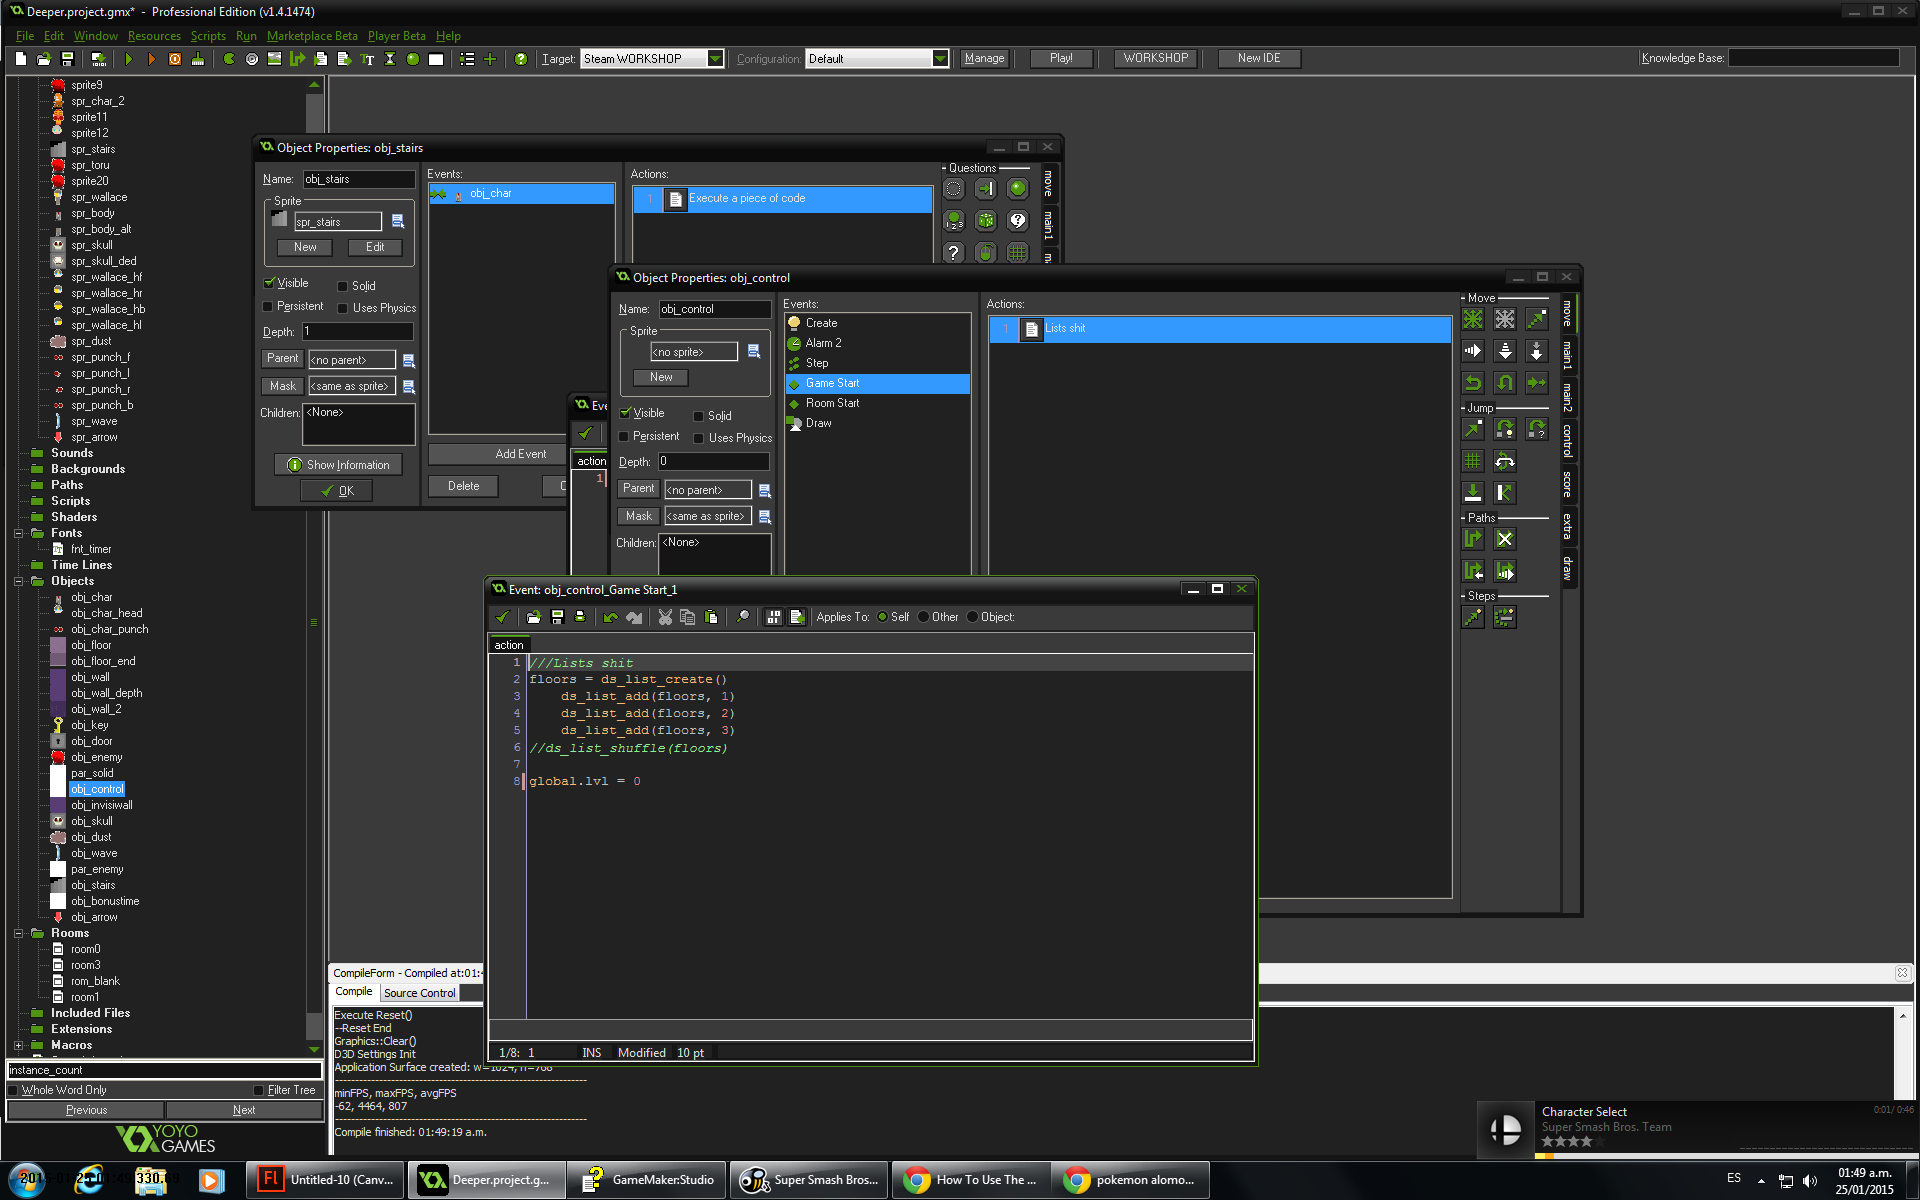 Deeper.project.gmx* - Professional Edition (v1.4.1474)
File Edit Window Resources Scripts Run Marketplace Beta Player Beta Help
Target: Steam WORKSHOP Configuration: Default Manage Play! WORKSHOP New IDE Knowledge Base:
sprite9
spr_char_2
sprite11
sprite12
spr_stairs
spr_toru
sprite20
spr_wallace
spr_body
spr_body_alt
spr_skull
spr_skull_ded
spr_wallace_hf
spr_wallace_hr
spr_wallace_hb
spr_wallace_hl
spr_dust
spr_punch_f
spr_punch_l
spr_punch_r
spr_punch_b
spr_wave
spr_arrow
Sounds
Backgrounds
Paths
Scripts
Shaders
Fonts
fnt_timer
Time Lines
Objects
obj_char
obj_char_head
obj_char_punch
obj_floor
obj_floor_end
obj_wall
obj_wall_depth
obj_wall_2
obj_key
obj_door
obj_enemy
par_solid
obj_control
obj_invisiwall
obj_skull
obj_dust
obj_wave
par_enemy
obj_stairs
obj_bonustime
obj_arrow
Rooms
room0
room3
rom_blank
room1
Included Files
Extensions
Macros
instance_count
Whole Word Only Filter Tree
Previous Next
YOYO GAMES
Object Properties: obj_stairs
Name: obj_stairs
Sprite
spr_stairs
New Edit
Visible Solid
Persistent Uses Physics
Depth: 1
Parent <no parent>
Mask <same as sprite>
Children: <None>
Show Information
OK
Events:
obj_char
Add Event
Delete
Actions:
1 Execute a piece of code
Questions
move
main1
action
1
Object Properties: obj_control
Name: obj_control
Sprite
<no sprite>
New
Visible Solid
Persistent Uses Physics
Depth: 0
Parent <no parent>
Mask <same as sprite>
Children: <None>
Events:
Create
Alarm 2
Step
Game Start
Room Start
Draw
Actions:
1 Lists shit
Move
Jump
Paths
Steps
move
main1
main2
control
score
extra
draw
Event: obj_control_Game Start_1
Applies To: Self Other Object:
action
1 ///Lists shit
2 floors = ds_list_create()
3 ds_list_add(floors, 1)
4 ds_list_add(floors, 2)
5 ds_list_add(floors, 3)
6 //ds_list_shuffle(floors)
7
8 global.lvl = 0
1/8: 1 INS Modified 10 pt
CompileForm - Compiled at:01:4
Compile Source Control
Execute Reset()
--Reset End
Graphics::Clear()
D3D Settings Init
Application Surface created: w=1024, h=768
minFPS, maxFPS, avgFPS
-62, 4464, 807
Compile finished: 01:49:19 a.m.
Character Select 0:01/ 0:46
Super Smash Bros. Team
Untitled-10 (Canv...
Deeper.project.g...
GameMaker:Studio
Super Smash Bros...
How To Use The ...
pokemon alomo...
ES
01:49 a.m.
25/01/2015